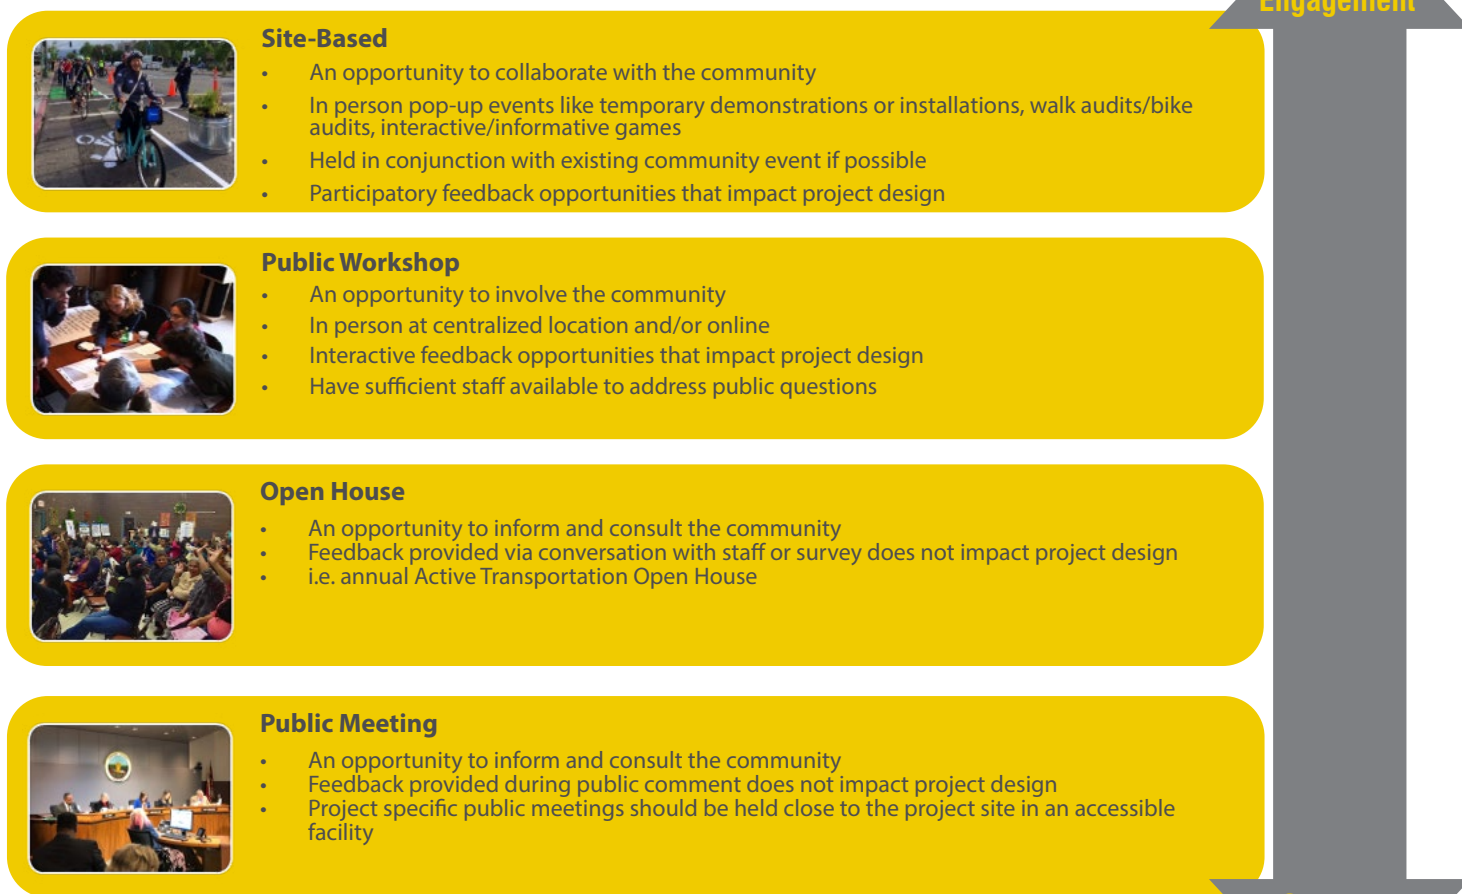 Engagement
Site-Based
• An opportunity to collaborate with the community
• In person pop-up events like temporary demonstrations or installations, walk audits/bike
audits, interactive/informative games
• Held in conjunction with existing community event if possible
• Participatory feedback opportunities that impact project design
Public Workshop
• An opportunity to involve the community
• In person at centralized location and/or online
• Interactive feedback opportunities that impact project design
• Have sufficient staff available to address public questions
Open House
• An opportunity to inform and consult the community
• Feedback provided via conversation with staff or survey does not impact project design
• i.e. annual Active Transportation Open House
Public Meeting
• An opportunity to inform and consult the community
• Feedback provided during public comment does not impact project design
• Project specific public meetings should be held close to the project site in an accessible
facility